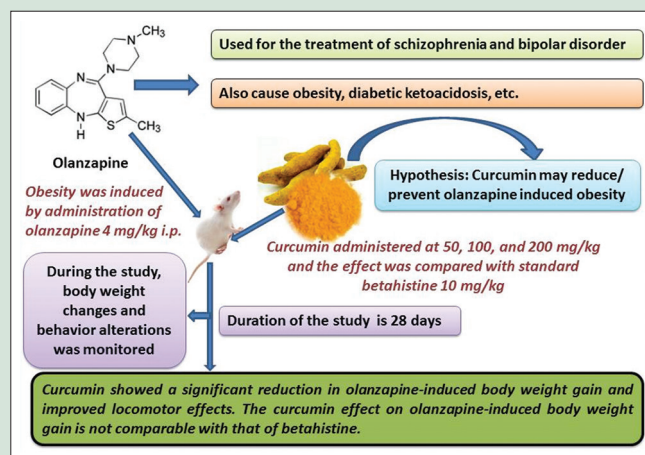 CH₃
N
N
N
N
H
S
CH₃
Olanzapine
Used for the treatment of schizophrenia and bipolar disorder
Also cause obesity, diabetic ketoacidosis, etc.
Hypothesis: Curcumin may reduce/
prevent olanzapine induced obesity
Obesity was induced
by administration of
olanzapine 4 mg/kg i.p.
Curcumin administered at 50, 100, and 200 mg/kg
and the effect was compared with standard
betahistine 10 mg/kg
During the study,
body weight
changes and
behavior alterations
was monitored
Duration of the study is 28 days
Curcumin showed a significant reduction in olanzapine-induced body weight gain and
improved locomotor effects. The curcumin effect on olanzapine-induced body weight
gain is not comparable with that of betahistine.